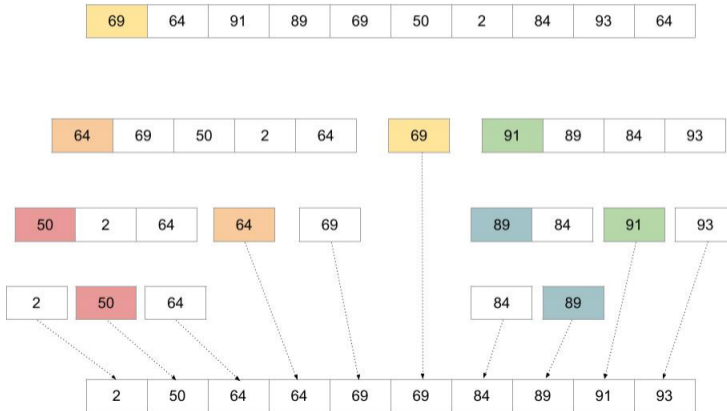 69 64 91 89 69 50 2 84 93 64
64 69 50 2 64 69 91 89 84 93
50 2 64 64 69 89 84 91 93
2 50 64 84 89
2 50 64 64 69 69 84 89 91 93